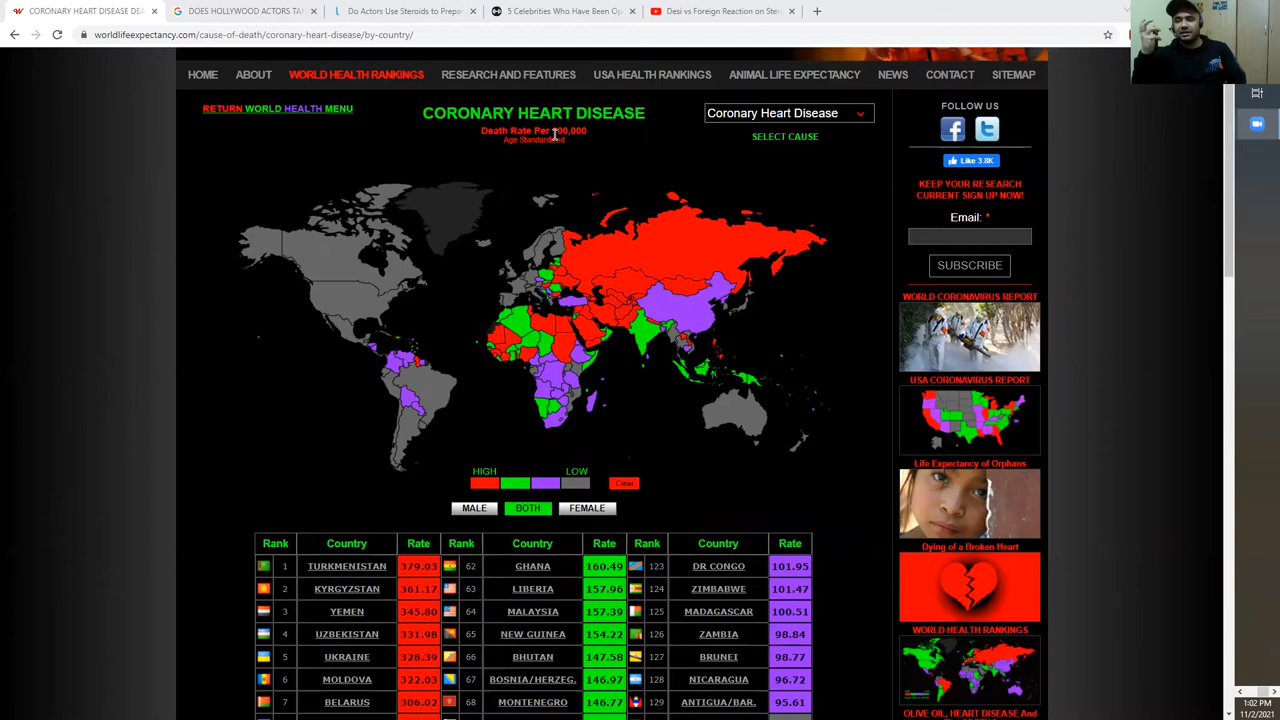 CORONARY HEART DISEASE DEA
DOES HOLLYWOOD ACTORS TA
Do Actors Use Steroids to Prepa
5 Celebrities Who Have Been Op
Desi vs Foreign Reaction on Ster
worldlifeexpectancy.com/cause-of-death/coronary-heart-disease/by-country/
HOME ABOUT WORLD HEALTH RANKINGS RESEARCH AND FEATURES USA HEALTH RANKINGS ANIMAL LIFE EXPECTANCY NEWS CONTACT SITEMAP
RETURN WORLD HEALTH MENU
CORONARY HEART DISEASE
Death Rate Per 100,000
Age Standardized
Coronary Heart Disease
SELECT CAUSE
HIGH LOW
Clear
MALE BOTH FEMALE
Rank Country Rate Rank Country Rate Rank Country Rate
1 TURKMENISTAN 379.03 62 GHANA 160.49 123 DR CONGO 101.95
2 KYRGYZSTAN 361.17 63 LIBERIA 157.96 124 ZIMBABWE 101.47
3 YEMEN 345.80 64 MALAYSIA 157.39 125 MADAGASCAR 100.51
4 UZBEKISTAN 331.98 65 NEW GUINEA 154.22 126 ZAMBIA 98.84
5 UKRAINE 328.39 66 BHUTAN 147.58 127 BRUNEI 98.77
6 MOLDOVA 322.03 67 BOSNIA/HERZEG. 146.97 128 NICARAGUA 96.72
7 BELARUS 306.02 68 MONTENEGRO 146.77 129 ANTIGUA/BAR. 95.61
FOLLOW US
Like 3.8K
KEEP YOUR RESEARCH
CURRENT SIGN UP NOW!
Email: *
SUBSCRIBE
WORLD CORONAVIRUS REPORT
USA CORONAVIRUS REPORT
Life Expectancy of Orphans
Dying of a Broken Heart
WORLD HEALTH RANKINGS
OLIVE OIL, HEART DISEASE And
1:02 PM
11/2/2021